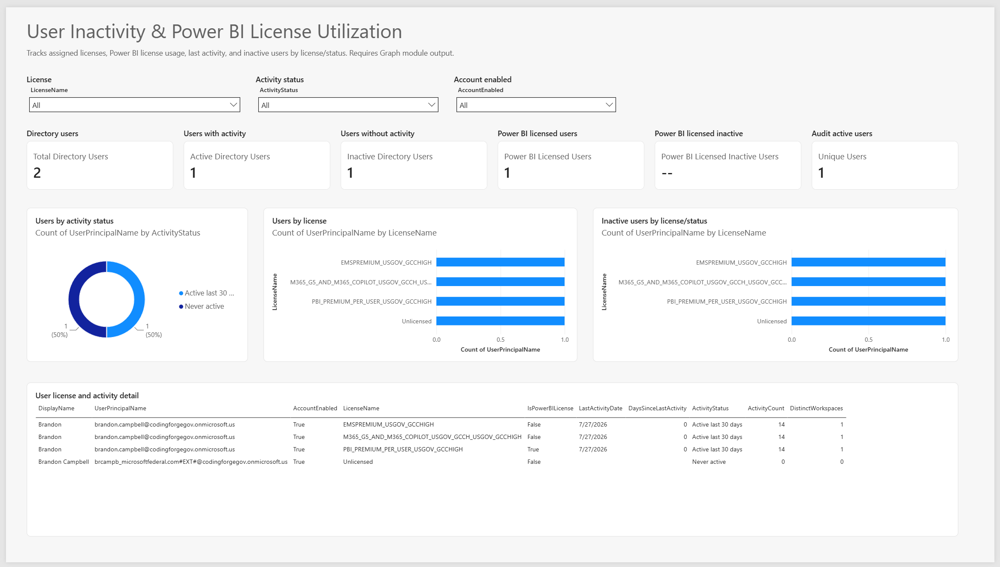 User Inactivity & Power BI License Utilization
Tracks assigned licenses, Power BI license usage, last activity, and inactive users by license/status. Requires Graph module output.
License
LicenseName
All
Activity status
ActivityStatus
All
Account enabled
AccountEnabled
All
Directory users
Total Directory Users
2
Users with activity
Active Directory Users
1
Users without activity
Inactive Directory Users
1
Power BI licensed users
Power BI Licensed Users
1
Power BI licensed inactive
Power BI Licensed Inactive Users
--
Audit active users
Unique Users
1
Users by activity status
Count of UserPrincipalName by ActivityStatus
1
(50%)
1
(50%)
Active last 30 ...
Never active
Users by license
Count of UserPrincipalName by LicenseName
LicenseName
EMSPREMIUM_USGOV_GCCHIGH
M365_G5_AND_M365_COPILOT_USGOV_GCCH_US...
PBI_PREMIUM_PER_USER_USGOV_GCCHIGH
Unlicensed
0.0 0.5 1.0
Count of UserPrincipalName
Inactive users by license/status
Count of UserPrincipalName by LicenseName
LicenseName
EMSPREMIUM_USGOV_GCCHIGH
M365_G5_AND_M365_COPILOT_USGOV_GCCH_USGOV_GCC...
PBI_PREMIUM_PER_USER_USGOV_GCCHIGH
Unlicensed
0.0 0.5 1.0
Count of UserPrincipalName
User license and activity detail
DisplayName UserPrincipalName AccountEnabled LicenseName IsPowerBILicense LastActivityDate DaysSinceLastActivity ActivityStatus ActivityCount DistinctWorkspaces
Brandon brandon.campbell@codingforgegov.onmicrosoft.us True EMSPREMIUM_USGOV_GCCHIGH False 7/27/2026 0 Active last 30 days 14 1
Brandon brandon.campbell@codingforgegov.onmicrosoft.us True M365_G5_AND_M365_COPILOT_USGOV_GCCH_USGOV_GCCHIGH False 7/27/2026 0 Active last 30 days 14 1
Brandon brandon.campbell@codingforgegov.onmicrosoft.us True PBI_PREMIUM_PER_USER_USGOV_GCCHIGH True 7/27/2026 0 Active last 30 days 14 1
Brandon Campbell brcampb_microsoftfederal.com#EXT#@codingforgegov.onmicrosoft.us True Unlicensed False Never active 0 0